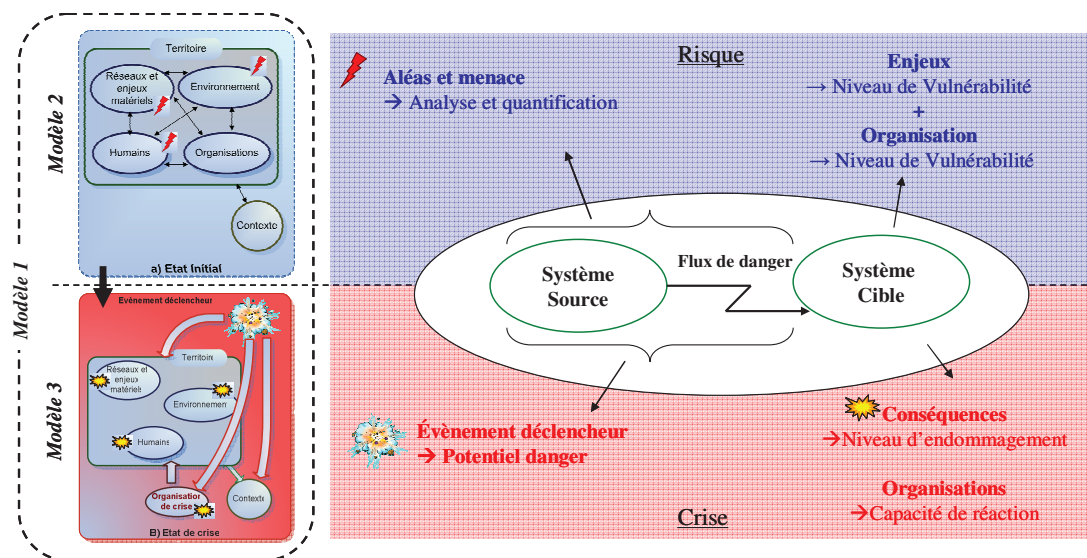 Modèle 1
Modèle 2
Territoire
Réseaux et
enjeux
matériels
Environnement
Humains
Organisations
Contexte
a) Etat Initial
Modèle 3
Evènement déclencheur
Territoire
Réseaux et
enjeux
matériels
Environnemen
Humains
Organisation
de crise
Contexte
B) Etat de crise
Risque
Aléas et menace
→ Analyse et quantification
Enjeux
→ Niveau de Vulnérabilité
+
Organisation
→ Niveau de Vulnérabilité
Système
Source
Flux de danger
Système
Cible
Évènement déclencheur
→ Potentiel danger
Conséquences
→Niveau d'endommagement
Organisations
→Capacité de réaction
Crise